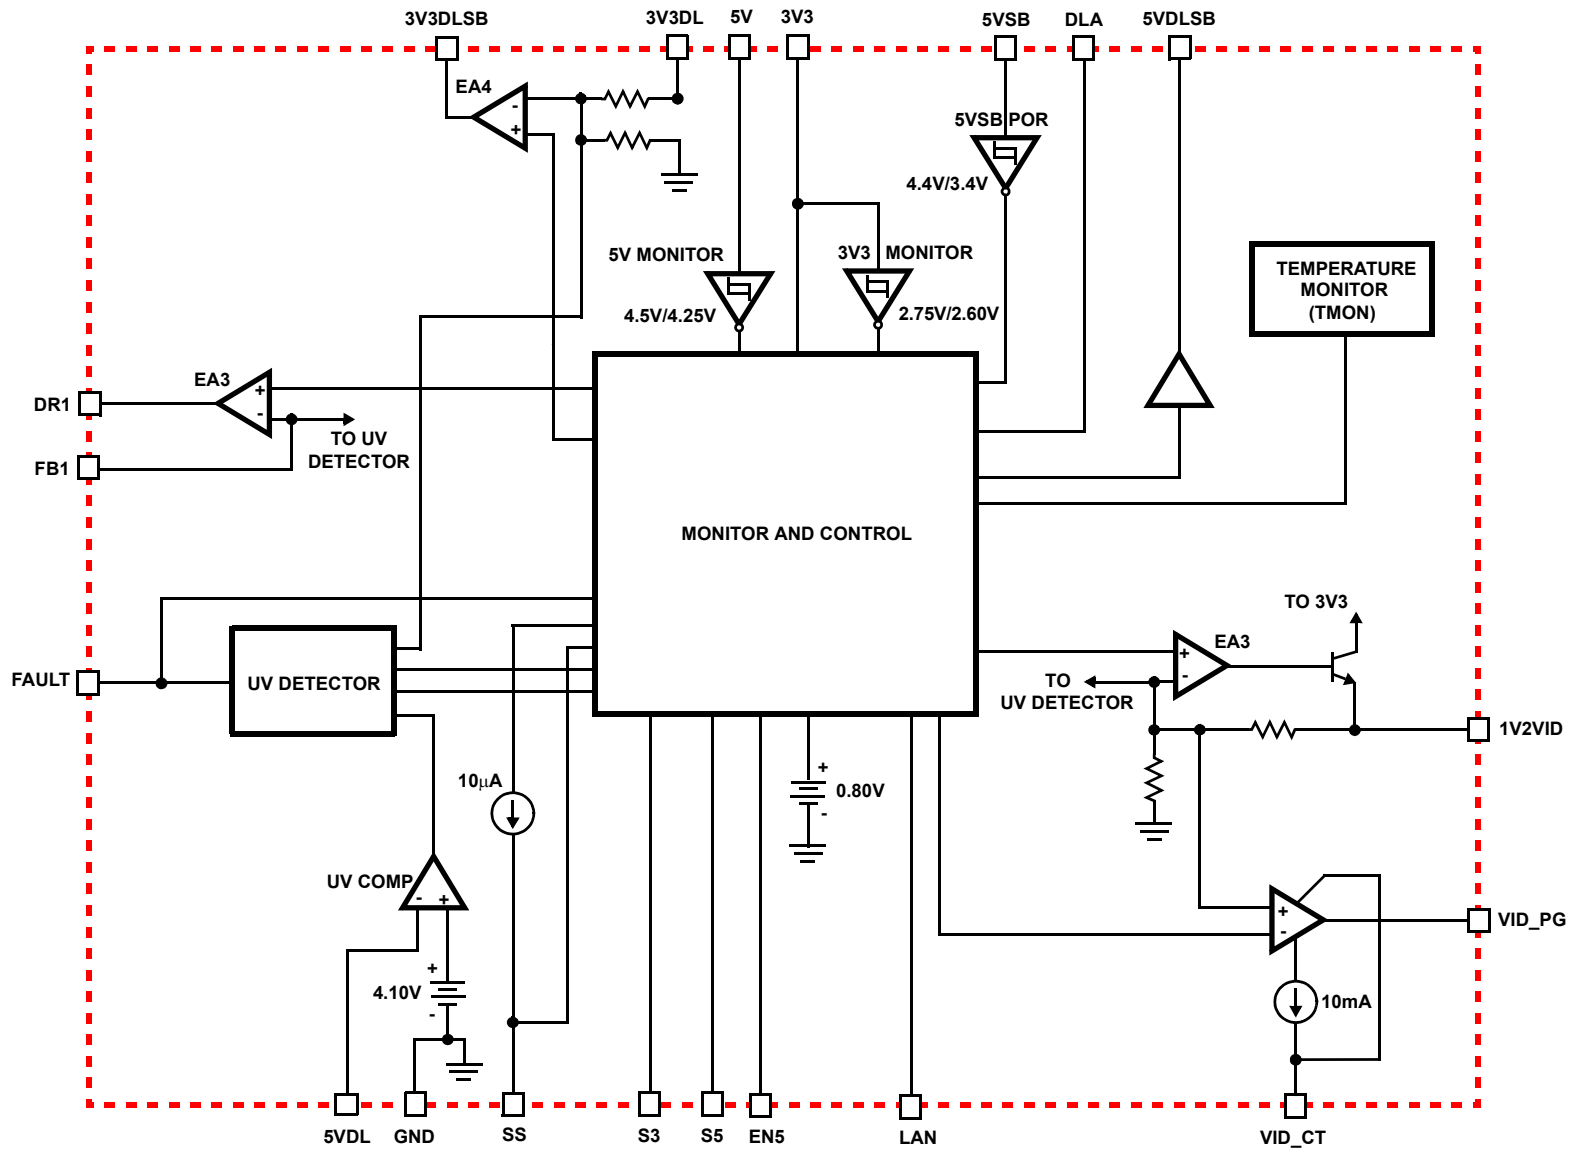 3V3DLSB
3V3DL
5V
3V3
5VSB
DLA
5VDLSB
EA4
-
+
5VSB POR
4.4V/3.4V
5V MONITOR
4.5V/4.25V
3V3 MONITOR
2.75V/2.60V
TEMPERATURE
MONITOR
(TMON)
EA3
+
-
DR1
TO UV
DETECTOR
FB1
MONITOR AND CONTROL
TO 3V3
EA3
+
-
TO
UV DETECTOR
FAULT
UV DETECTOR
1V2VID
10µA
+
0.80V
-
UV COMP
-
+
+
4.10V
-
+
-
VID_PG
10mA
5VDL
GND
SS
S3
S5
EN5
LAN
VID_CT